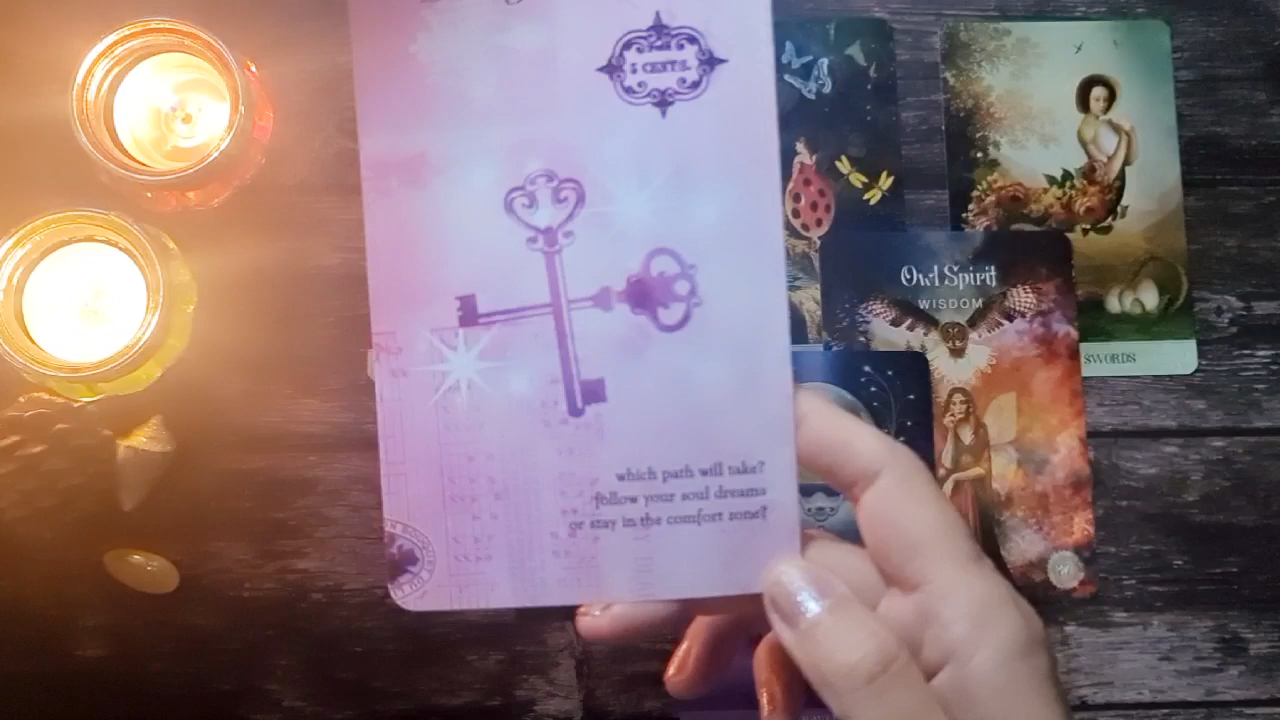 5 CENTS.
Owl Spirit
WISDOM
SWORDS
which path will take?
follow your soul dreams
or stay in the comfort zone?